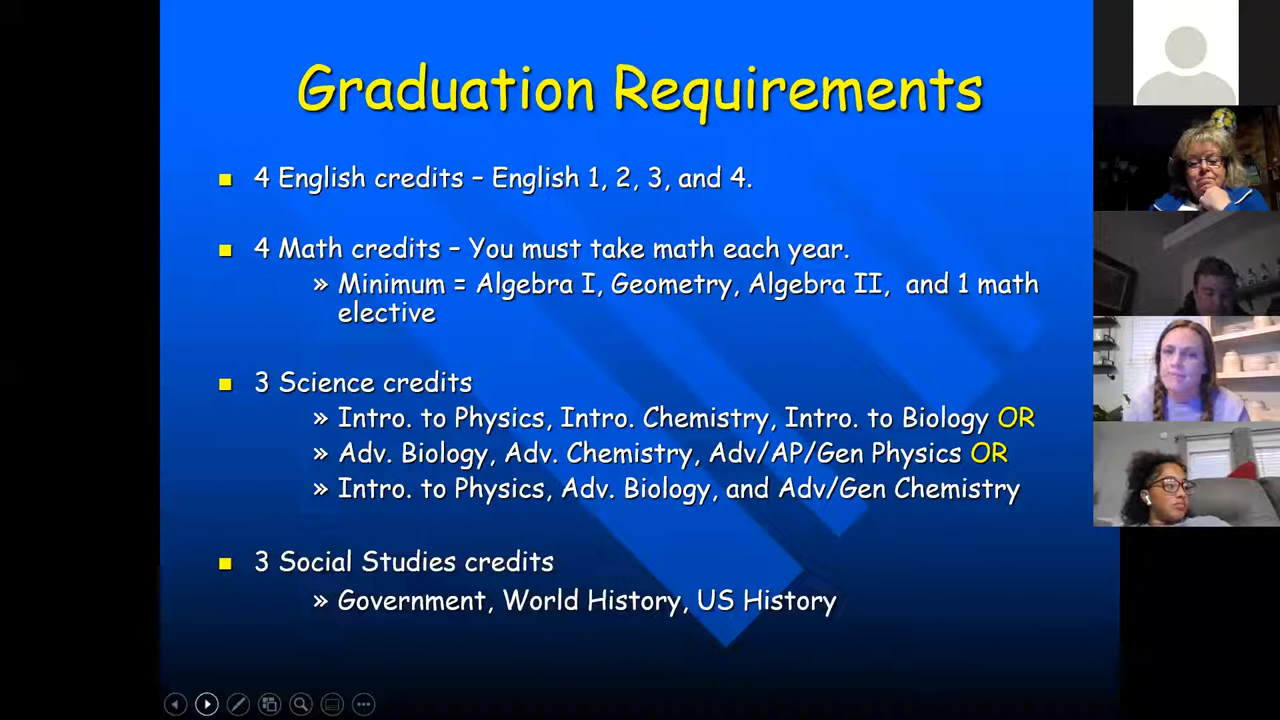 Graduation Requirements
4 English credits – English 1, 2, 3, and 4.
4 Math credits – You must take math each year.
» Minimum = Algebra I, Geometry, Algebra II, and 1 math
elective
3 Science credits
» Intro. to Physics, Intro. Chemistry, Intro. to Biology OR
» Adv. Biology, Adv. Chemistry, Adv/AP/Gen Physics OR
» Intro. to Physics, Adv. Biology, and Adv/Gen Chemistry
3 Social Studies credits
» Government, World History, US History